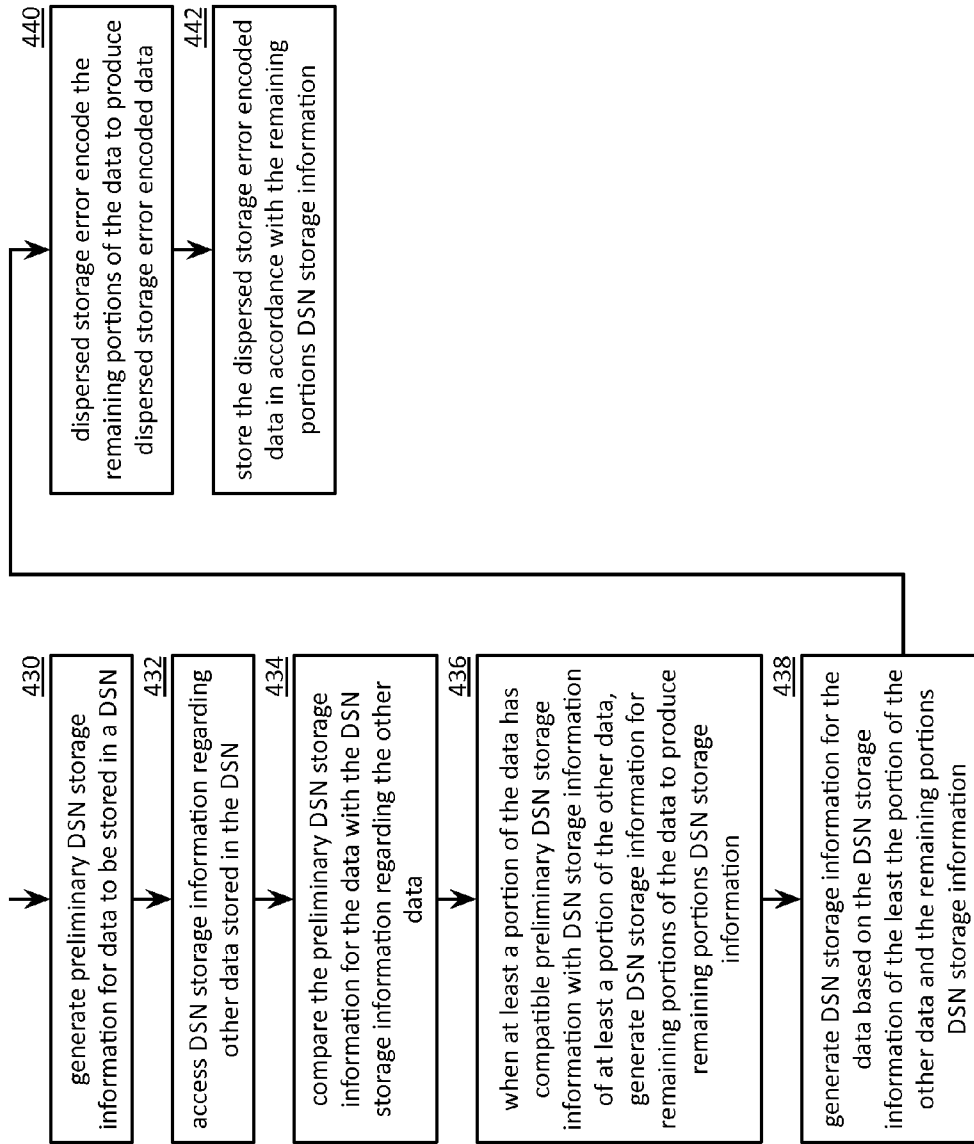 430
generate preliminary DSN storage
information for data to be stored in a DSN
432
access DSN storage information regarding
other data stored in the DSN
434
compare the preliminary DSN storage
information for the data with the DSN
storage information regarding the other
data
436
when at least a portion of the data has
compatible preliminary DSN storage
information with DSN storage information
of at least a portion of the other data,
generate DSN storage information for
remaining portions of the data to produce
remaining portions DSN storage
information
438
generate DSN storage information for the
data based on the DSN storage
information of the least the portion of the
other data and the remaining portions
DSN storage information
440
dispersed storage error encode the
remaining portions of the data to produce
dispersed storage error encoded data
442
store the dispersed storage error encoded
data in accordance with the remaining
portions DSN storage information